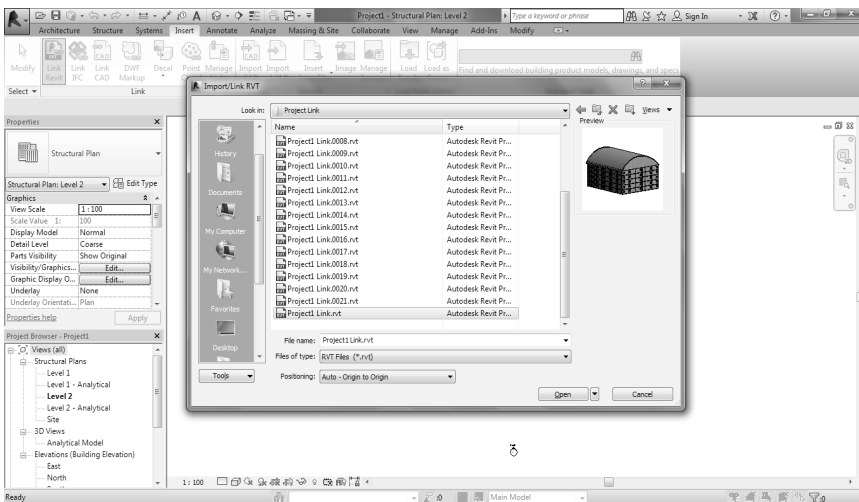 Project1 - Structural Plan: Level 2
Type a keyword or phrase
Sign In
Architecture Structure Systems Insert Annotate Analyze Massing & Site Collaborate View Manage Add-Ins Modify
Modify Link Revit Link IFC Link CAD DWF Markup Decal Point Manage Import Import Insert Image Manage Load Load as
CAD
Find and download building product models, drawings, and specs
Select Link
Import/Link RVT
Look in: Project Link
Views
Preview
Name Type
History
Documents
My Computer
My Network...
Favorites
Desktop
Project1 Link.0008.rvt Autodesk Revit Pr...
Project1 Link.0009.rvt Autodesk Revit Pr...
Project1 Link.0010.rvt Autodesk Revit Pr...
Project1 Link.0011.rvt Autodesk Revit Pr...
Project1 Link.0012.rvt Autodesk Revit Pr...
Project1 Link.0013.rvt Autodesk Revit Pr...
Project1 Link.0014.rvt Autodesk Revit Pr...
Project1 Link.0015.rvt Autodesk Revit Pr...
Project1 Link.0016.rvt Autodesk Revit Pr...
Project1 Link.0017.rvt Autodesk Revit Pr...
Project1 Link.0018.rvt Autodesk Revit Pr...
Project1 Link.0019.rvt Autodesk Revit Pr...
Project1 Link.0020.rvt Autodesk Revit Pr...
Project1 Link.0021.rvt Autodesk Revit Pr...
Project1 Link.rvt Autodesk Revit Pr...
File name: Project1 Link.rvt
Files of type: RVT Files (*.rvt)
Tools
Positioning: Auto - Origin to Origin
Open Cancel
Properties
Structural Plan
Structural Plan: Level 2 Edit Type
Graphics
View Scale 1 : 100
Scale Value 1: 100
Display Model Normal
Detail Level Coarse
Parts Visibility Show Original
Visibility/Graphics... Edit...
Graphic Display O... Edit...
Underlay None
Underlay Orientati... Plan
Properties help Apply
Project Browser - Project1
Views (all)
Structural Plans
Level 1
Level 1 - Analytical
Level 2
Level 2 - Analytical
Site
3D Views
Analytical Model
Elevations (Building Elevation)
East
North
1 : 100
Ready
:0
Main Model
:0